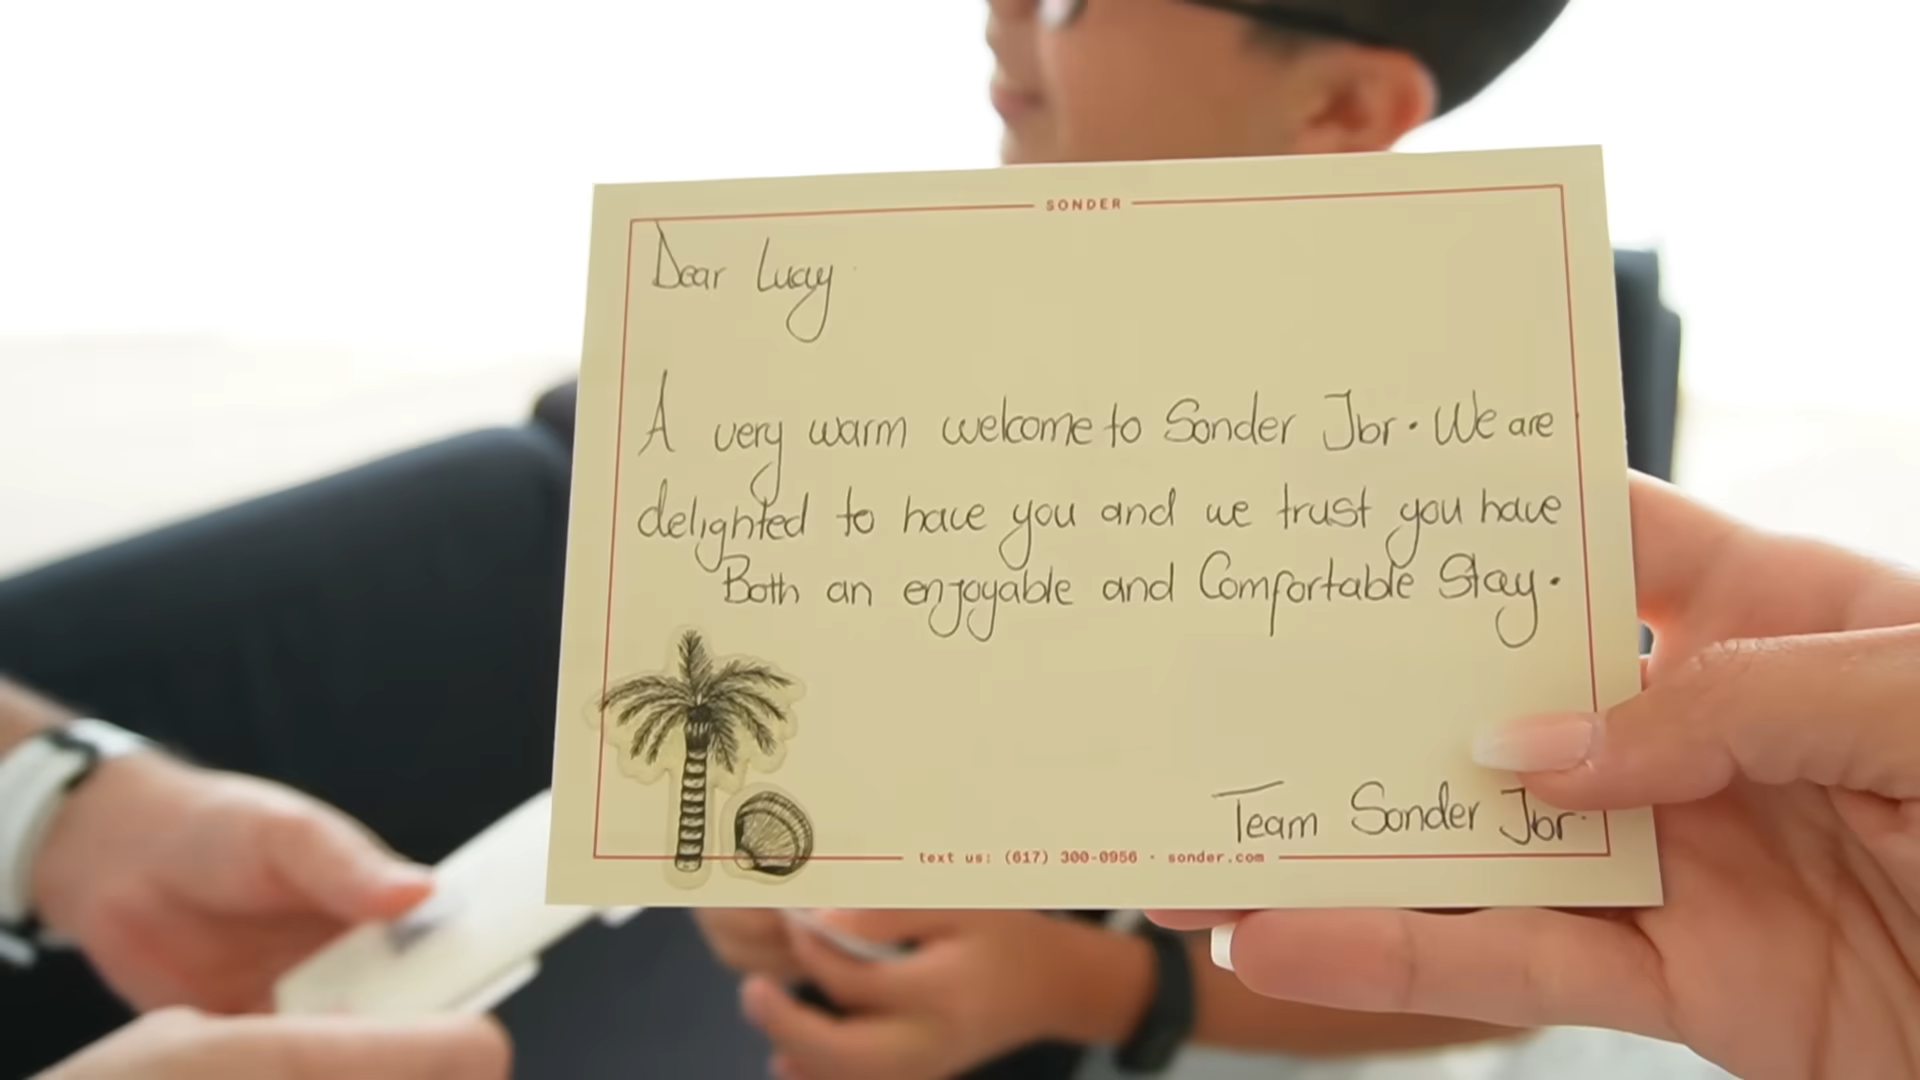 SONDER
Dear Lucy
A very warm welcome to Sonder Jbr. We are
delighted to have you and we trust you have
Both an enjoyable and Comfortable Stay.
Team Sonder Jbr.
text us: (617) 300-0956 · sonder.com